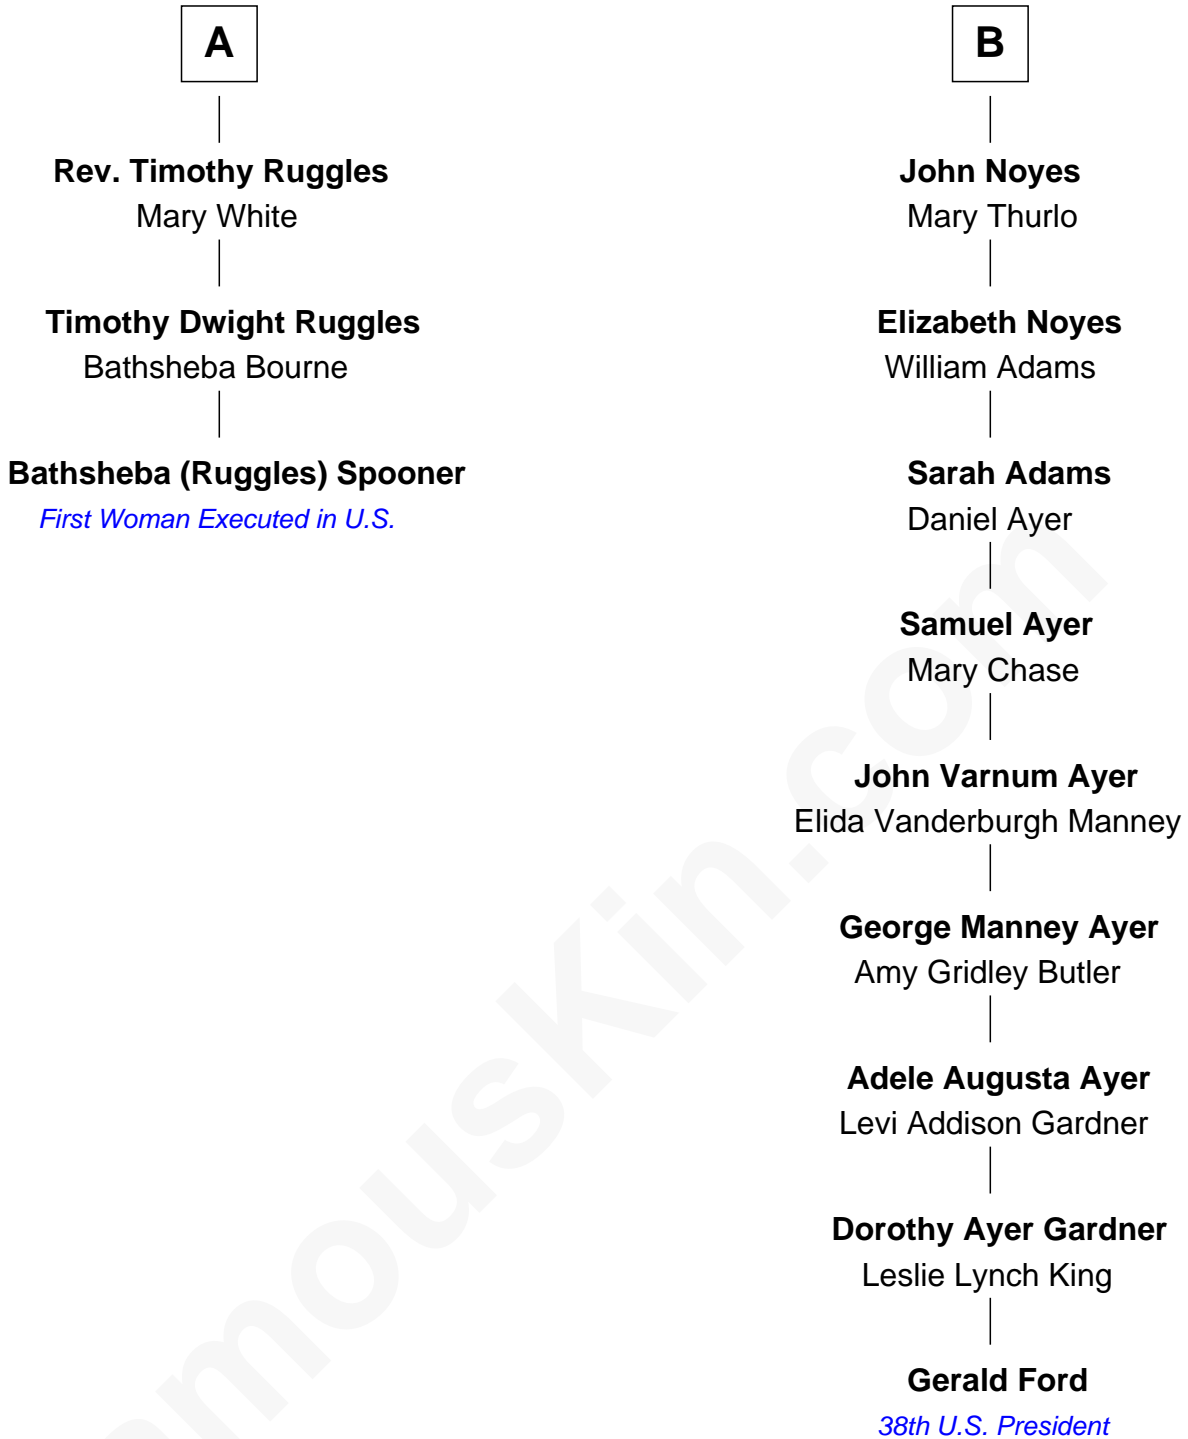 A
Rev. Timothy Ruggles
Mary White
Timothy Dwight Ruggles
Bathsheba Bourne
Bathsheba (Ruggles) Spooner
First Woman Executed in U.S.
B
John Noyes
Mary Thurlo
Elizabeth Noyes
William Adams
Sarah Adams
Daniel Ayer
Samuel Ayer
Mary Chase
John Varnum Ayer
Elida Vanderburgh Manney
George Manney Ayer
Amy Gridley Butler
Adele Augusta Ayer
Levi Addison Gardner
Dorothy Ayer Gardner
Leslie Lynch King
Gerald Ford
38th U.S. President
amouskin.com